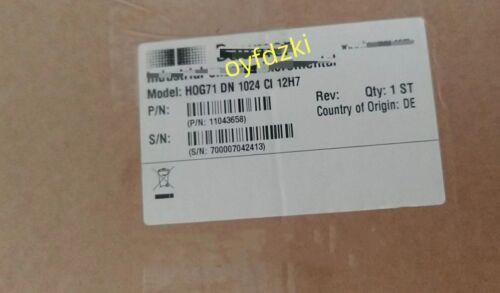 oyfdzki
Model: HOG71 DN 1024 CI 12H7
P/N:
(P/N: 11043658)
Rev:
Qty: 1 ST
Country of Origin: DE
S/N:
(S/N: 700007042413)